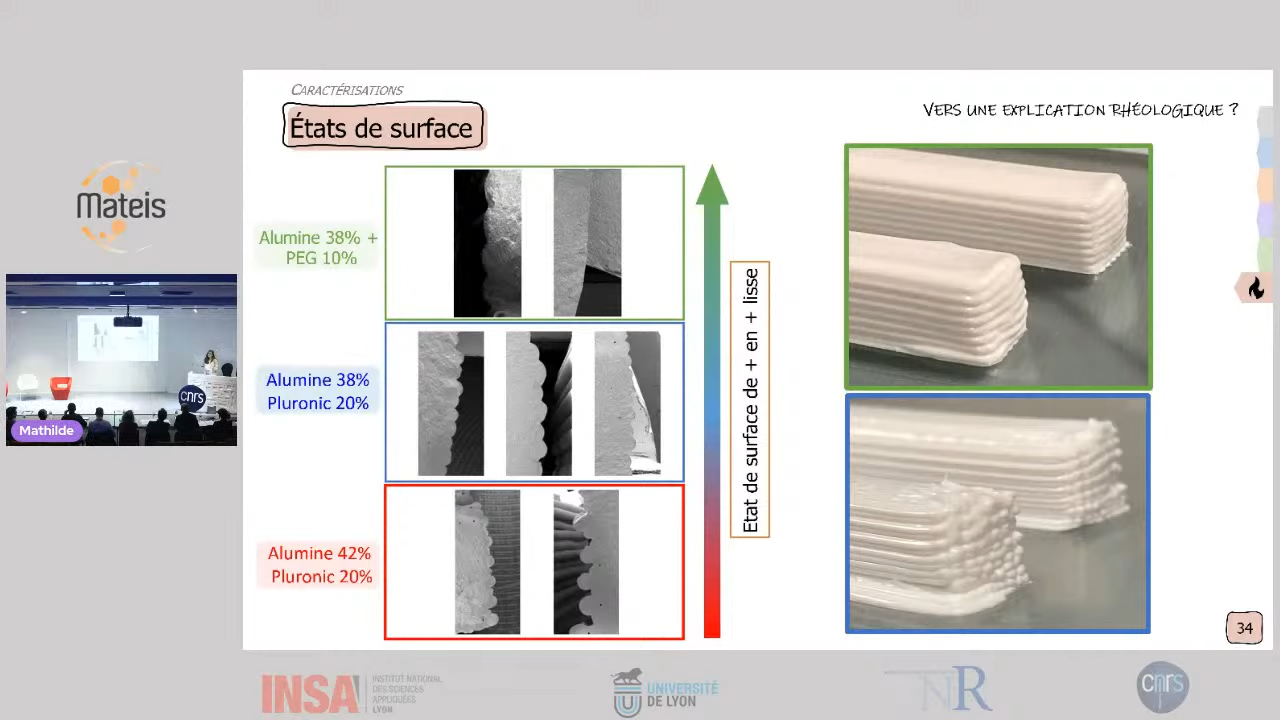 CARACTÉRISATIONS
États de surface
VERS UNE EXPLICATION RHÉOLOGIQUE ?
Alumine 38% +
PEG 10%
Alumine 38%
Pluronic 20%
Alumine 42%
Pluronic 20%
Etat de surface de + en + lisse
34
Mateis
cnrs
Mathilde
INSA
INSTITUT NATIONAL
DES SCIENCES
APPLIQUÉES
LYON
UNIVERSITÉ
DE LYON
NR
cnrs